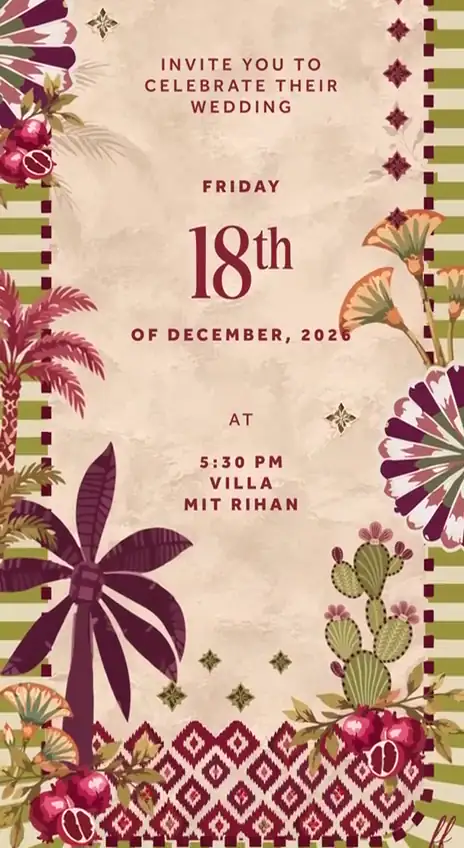 INVITE YOU TO
CELEBRATE THEIR
WEDDING
FRIDAY
18th
OF DECEMBER, 2026
AT
5:30 PM
VILLA
MIT RIHAN